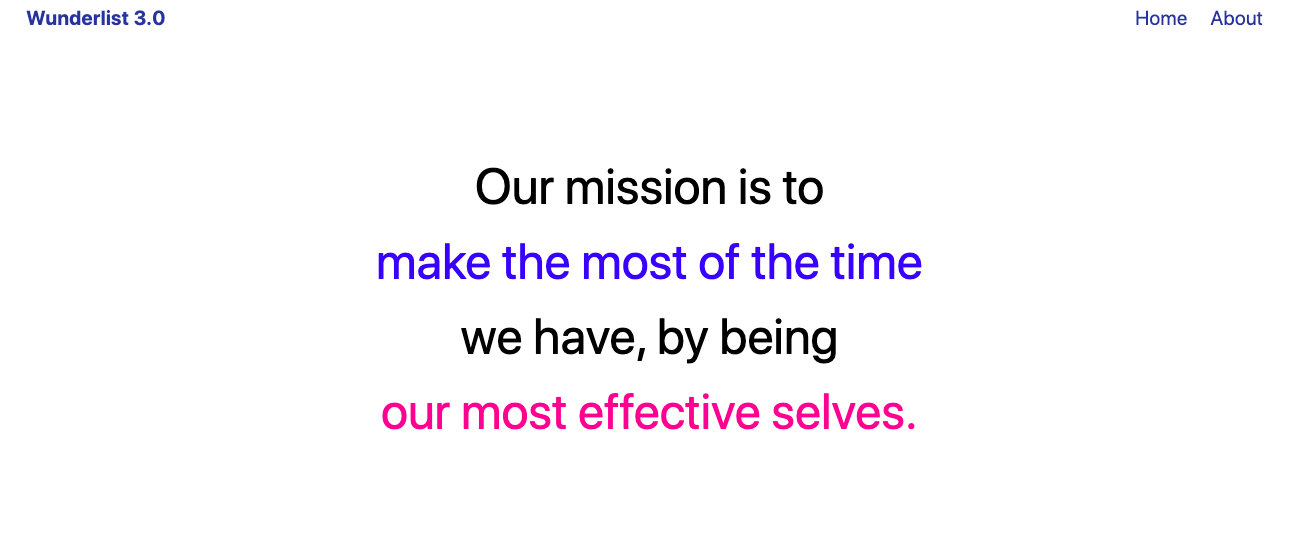 Wunderlist 3.0 Home About
Our mission is to
make the most of the time
we have, by being
our most effective selves.